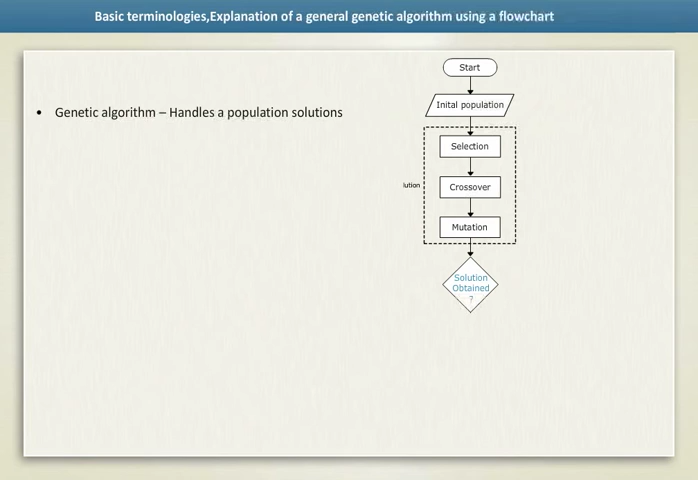 Basic terminologies,Explanation of a general genetic algorithm using a flowchart
Start
• Genetic algorithm – Handles a population solutions
Inital population
Selection
lution
Crossover
Mutation
Solution
Obtained
?